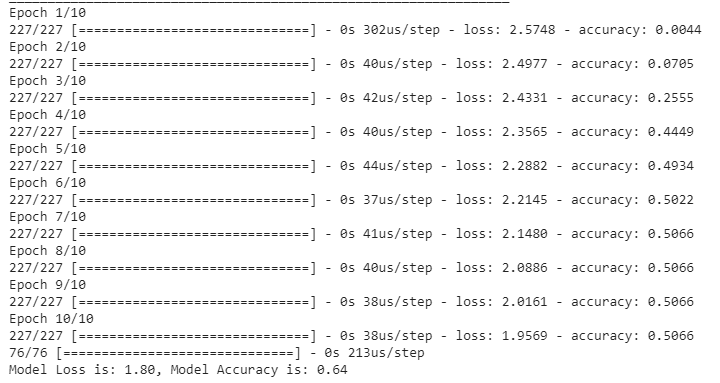 Epoch 1/10
227/227 [==============================] - 0s 302us/step - loss: 2.5748 - accuracy: 0.0044
Epoch 2/10
227/227 [==============================] - 0s 40us/step - loss: 2.4977 - accuracy: 0.0705
Epoch 3/10
227/227 [==============================] - 0s 42us/step - loss: 2.4331 - accuracy: 0.2555
Epoch 4/10
227/227 [==============================] - 0s 40us/step - loss: 2.3565 - accuracy: 0.4449
Epoch 5/10
227/227 [==============================] - 0s 44us/step - loss: 2.2882 - accuracy: 0.4934
Epoch 6/10
227/227 [==============================] - 0s 37us/step - loss: 2.2145 - accuracy: 0.5022
Epoch 7/10
227/227 [==============================] - 0s 41us/step - loss: 2.1480 - accuracy: 0.5066
Epoch 8/10
227/227 [==============================] - 0s 40us/step - loss: 2.0886 - accuracy: 0.5066
Epoch 9/10
227/227 [==============================] - 0s 38us/step - loss: 2.0161 - accuracy: 0.5066
Epoch 10/10
227/227 [==============================] - 0s 38us/step - loss: 1.9569 - accuracy: 0.5066
76/76 [==============================] - 0s 213us/step
Model Loss is: 1.80, Model Accuracy is: 0.64